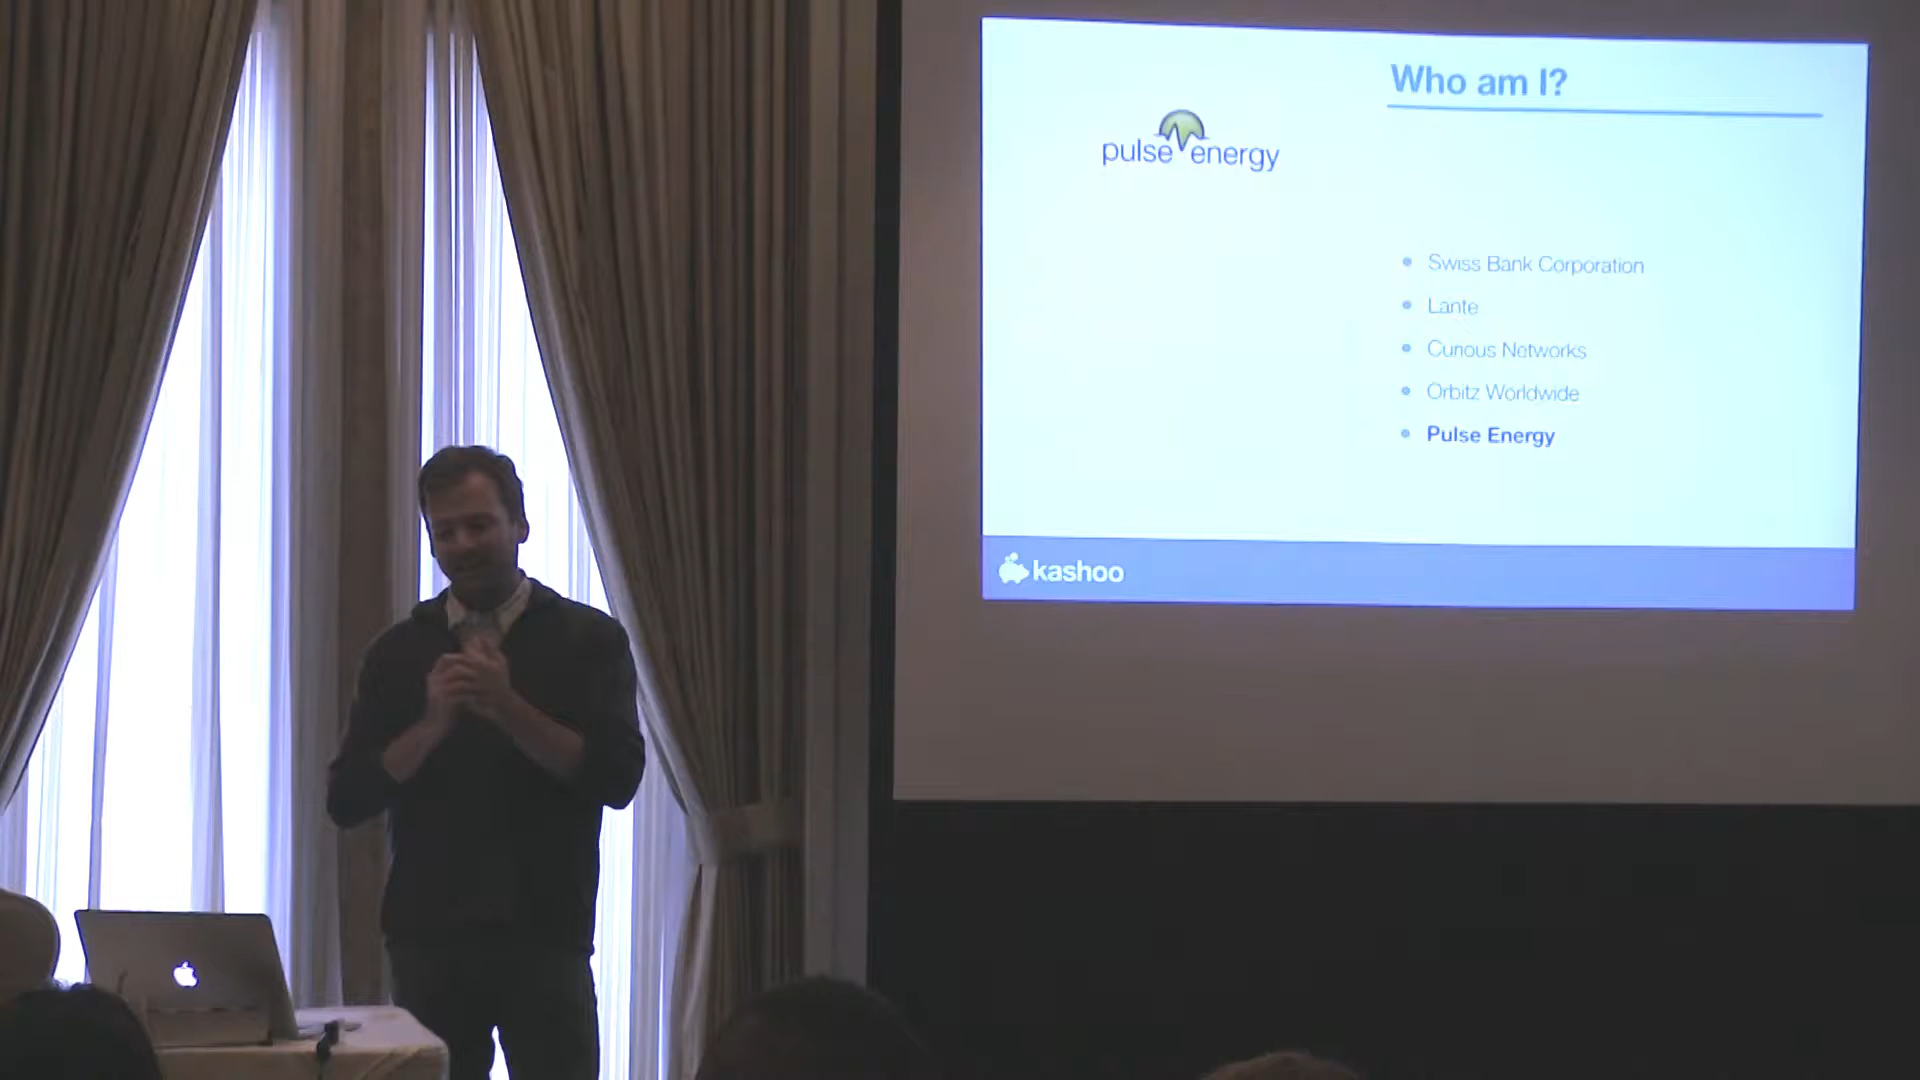 Who am I?
pulse energy
Swiss Bank Corporation
Lante
Curious Networks
Orbitz Worldwide
Pulse Energy
kashoo